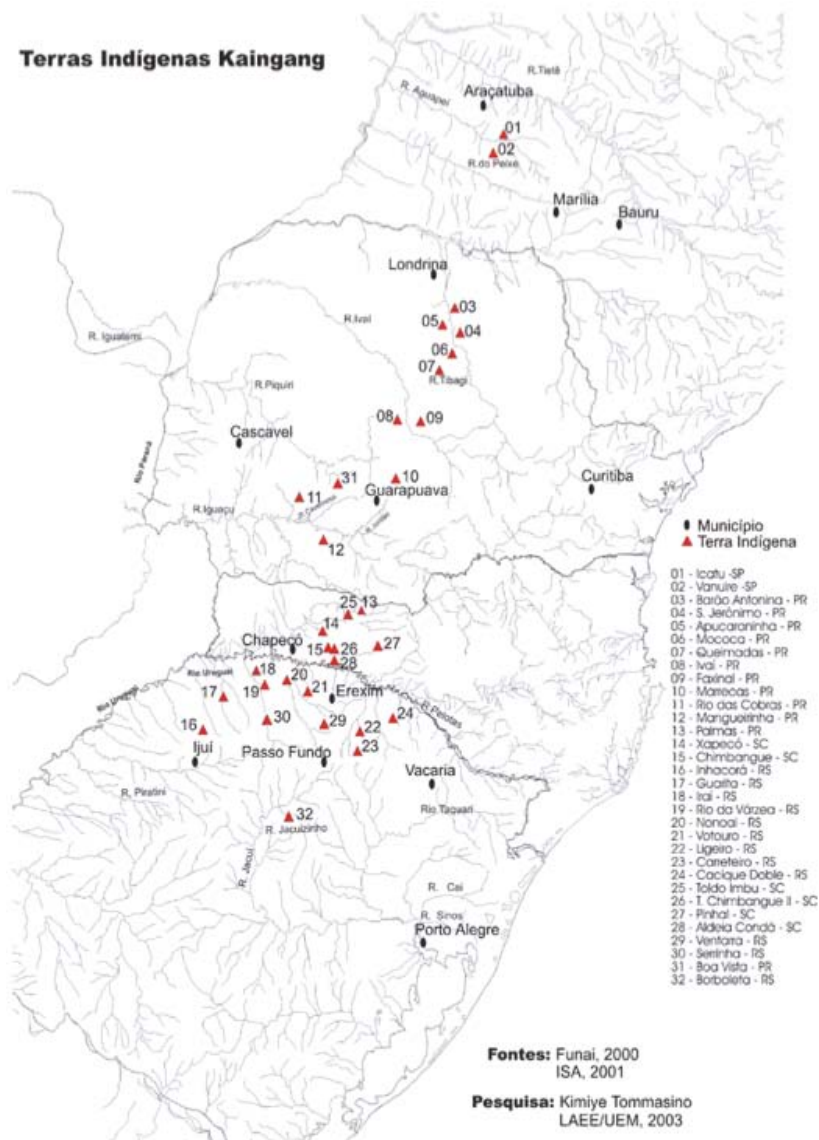 Terras Indígenas Kaingang
R.Tietê
R. Aguapeí
Araçatuba
01
02
R.do Peixe
Marília
Bauru
Londrina
03
R.Ivaí
05
04
R. Iguatemi
06
07
R.Tibagi
R.Piquiri
08
09
Cascavel
Rio Paraná
31
10
Curitiba
11
Guarapuava
R.Iguaçu
12
Município
Terra Indígena
25
13
14
Chapecó
15
26
27
28
Rio Uruguai
18
20
Rio Uruguai
17
19
21
Erexim
R.Pelotas
24
30
29
22
16
23
Ijuí
Passo Fundo
Vacaria
R. Piratini
Rio Taquari
32
R. Jacuizinho
R. Jacuí
R. Caí
R. Sinos
Porto Alegre
01 - Icatu -SP
02 - Vanuire -SP
03 - Barão Antonina - PR
04 - S. Jerônimo - PR
05 - Apucaraninha - PR
06 - Mococa - PR
07 - Queimadas - PR
08 - Ivaí - PR
09 - Faxinal - PR
10 - Marrecas - PR
11 - Rio das Cobras - PR
12 - Mangueirinha - PR
13 - Palmas - PR
14 - Xapecó - SC
15 - Chimbangue - SC
16 - Inhacorá - RS
17 - Guarita - RS
18 - Iraí - RS
19 - Rio da Várzea - RS
20 - Nonoai - RS
21 - Votouro - RS
22 - Ligeiro - RS
23 - Carreteiro - RS
24 - Cacique Doble - RS
25 - Toldo Imbu - SC
26 - T. Chimbangue II - SC
27 - Pinhal - SC
28 - Aldeia Condá - SC
29 - Ventarra - RS
30 - Serrinha - RS
31 - Boa Vista - PR
32 - Borboleta - RS
Fontes: Funai, 2000
ISA, 2001
Pesquisa: Kimiye Tommasino
LAEE/UEM, 2003